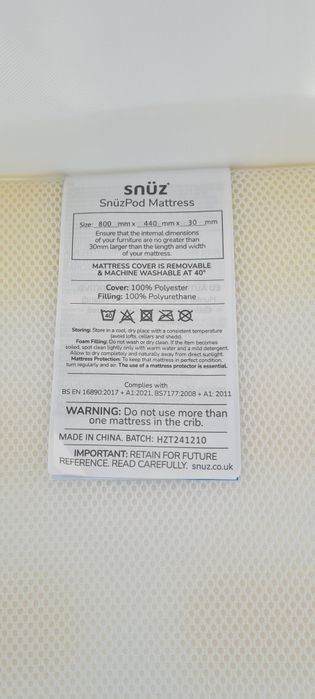 snüz
SnüzPod Mattress
Size: 800 mm x 440 mm x 30 mm
Ensure that the internal dimensions
of your furniture are no greater than
30mm larger than the length and width
of your mattress.
MATTRESS COVER IS REMOVABLE
& MACHINE WASHABLE AT 40°
Cover: 100% Polyester
Filling: 100% Polyurethane
40
Storing: Store in a cool, dry place with a consistent temperature
(avoid lofts, cellars and sheds).
Foam Filling: Do not wash or dry clean. If the item becomes
soiled, spot clean lightly only with warm water and a mild detergent.
Allow to dry completely and naturally away from direct sunlight.
Mattress Protection: To keep that mattress in perfect condition,
turn regularly and air. The use of a mattress protector is essential.
Complies with
BS EN 16890:2017 + A1:2021, BS7177:2008 + A1: 2011
WARNING: Do not use more than
one mattress in the crib.
MADE IN CHINA. BATCH: HZT241210
IMPORTANT: RETAIN FOR FUTURE
REFERENCE. READ CAREFULLY. snuz.co.uk